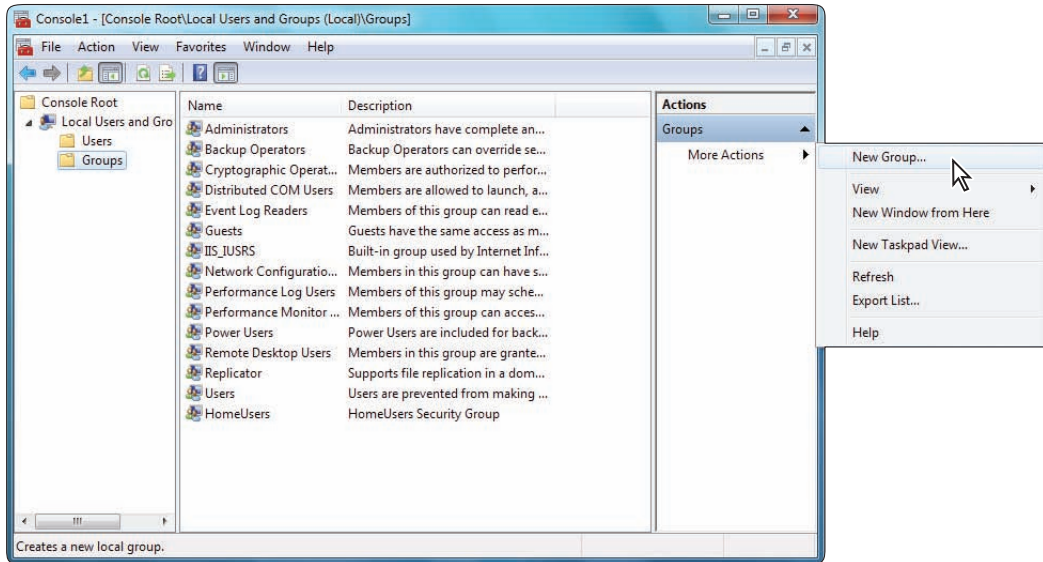 Console1 - [Console Root\Local Users and Groups (Local)\Groups]
File Action View Favorites Window Help
Console Root
Local Users and Gro
Users
Groups
Name Description
Administrators Administrators have complete an...
Backup Operators Backup Operators can override se...
Cryptographic Operat... Members are authorized to perfor...
Distributed COM Users Members are allowed to launch, a...
Event Log Readers Members of this group can read e...
Guests Guests have the same access as m...
IIS_IUSRS Built-in group used by Internet Inf...
Network Configuratio... Members in this group can have s...
Performance Log Users Members of this group may sche...
Performance Monitor ... Members of this group can acces...
Power Users Power Users are included for back...
Remote Desktop Users Members in this group are grante...
Replicator Supports file replication in a dom...
Users Users are prevented from making ...
HomeUsers HomeUsers Security Group
Actions
Groups
More Actions
New Group...
View
New Window from Here
New Taskpad View...
Refresh
Export List...
Help
Creates a new local group.